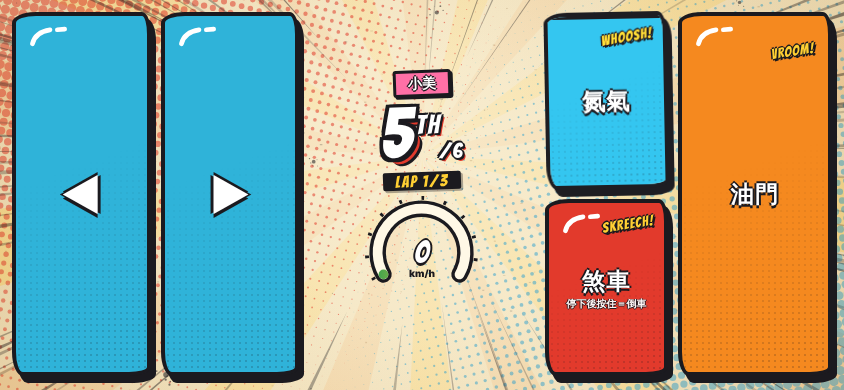 小美
5TH
/6
LAP 1/3
0
km/h
WHOOSH!
氮氣
SKREECH!
煞車
停下後按住＝倒車
VROOM!
油門